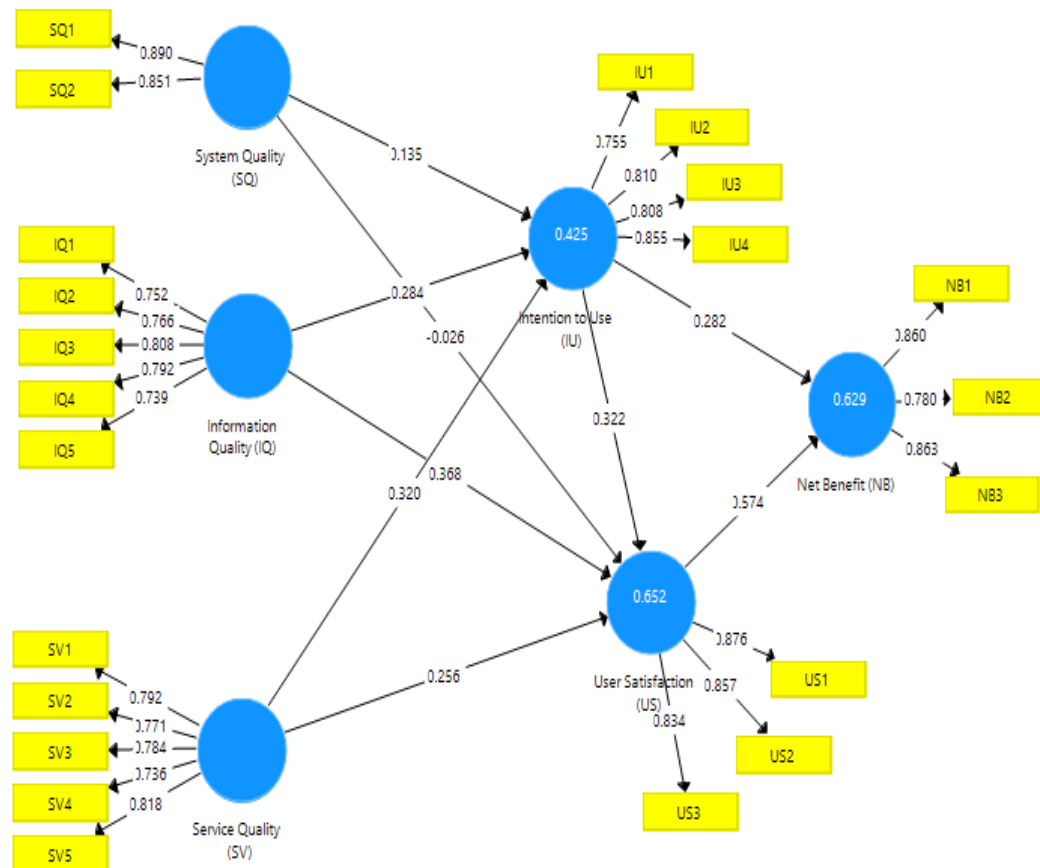 SQ1
0.890
SQ2
0.851
System Quality
(SQ)
0.135
IU1
0.755
IU2
0.810
IU3
0.808
IU4
0.855
0.425
Intention to Use
(IU)
IQ1
0.752
IQ2
0.766
IQ3
0.808
IQ4
0.792
IQ5
0.739
Information
Quality (IQ)
0.284
-0.026
0.282
0.322
0.368
0.320
NB1
0.860
NB2
0.780
NB3
0.863
0.629
Net Benefit (NB)
0.574
0.652
User Satisfaction
(US)
0.876
US1
0.857
US2
0.834
US3
0.256
SV1
0.792
SV2
0.771
SV3
0.784
SV4
0.736
SV5
0.818
Service Quality
(SV)